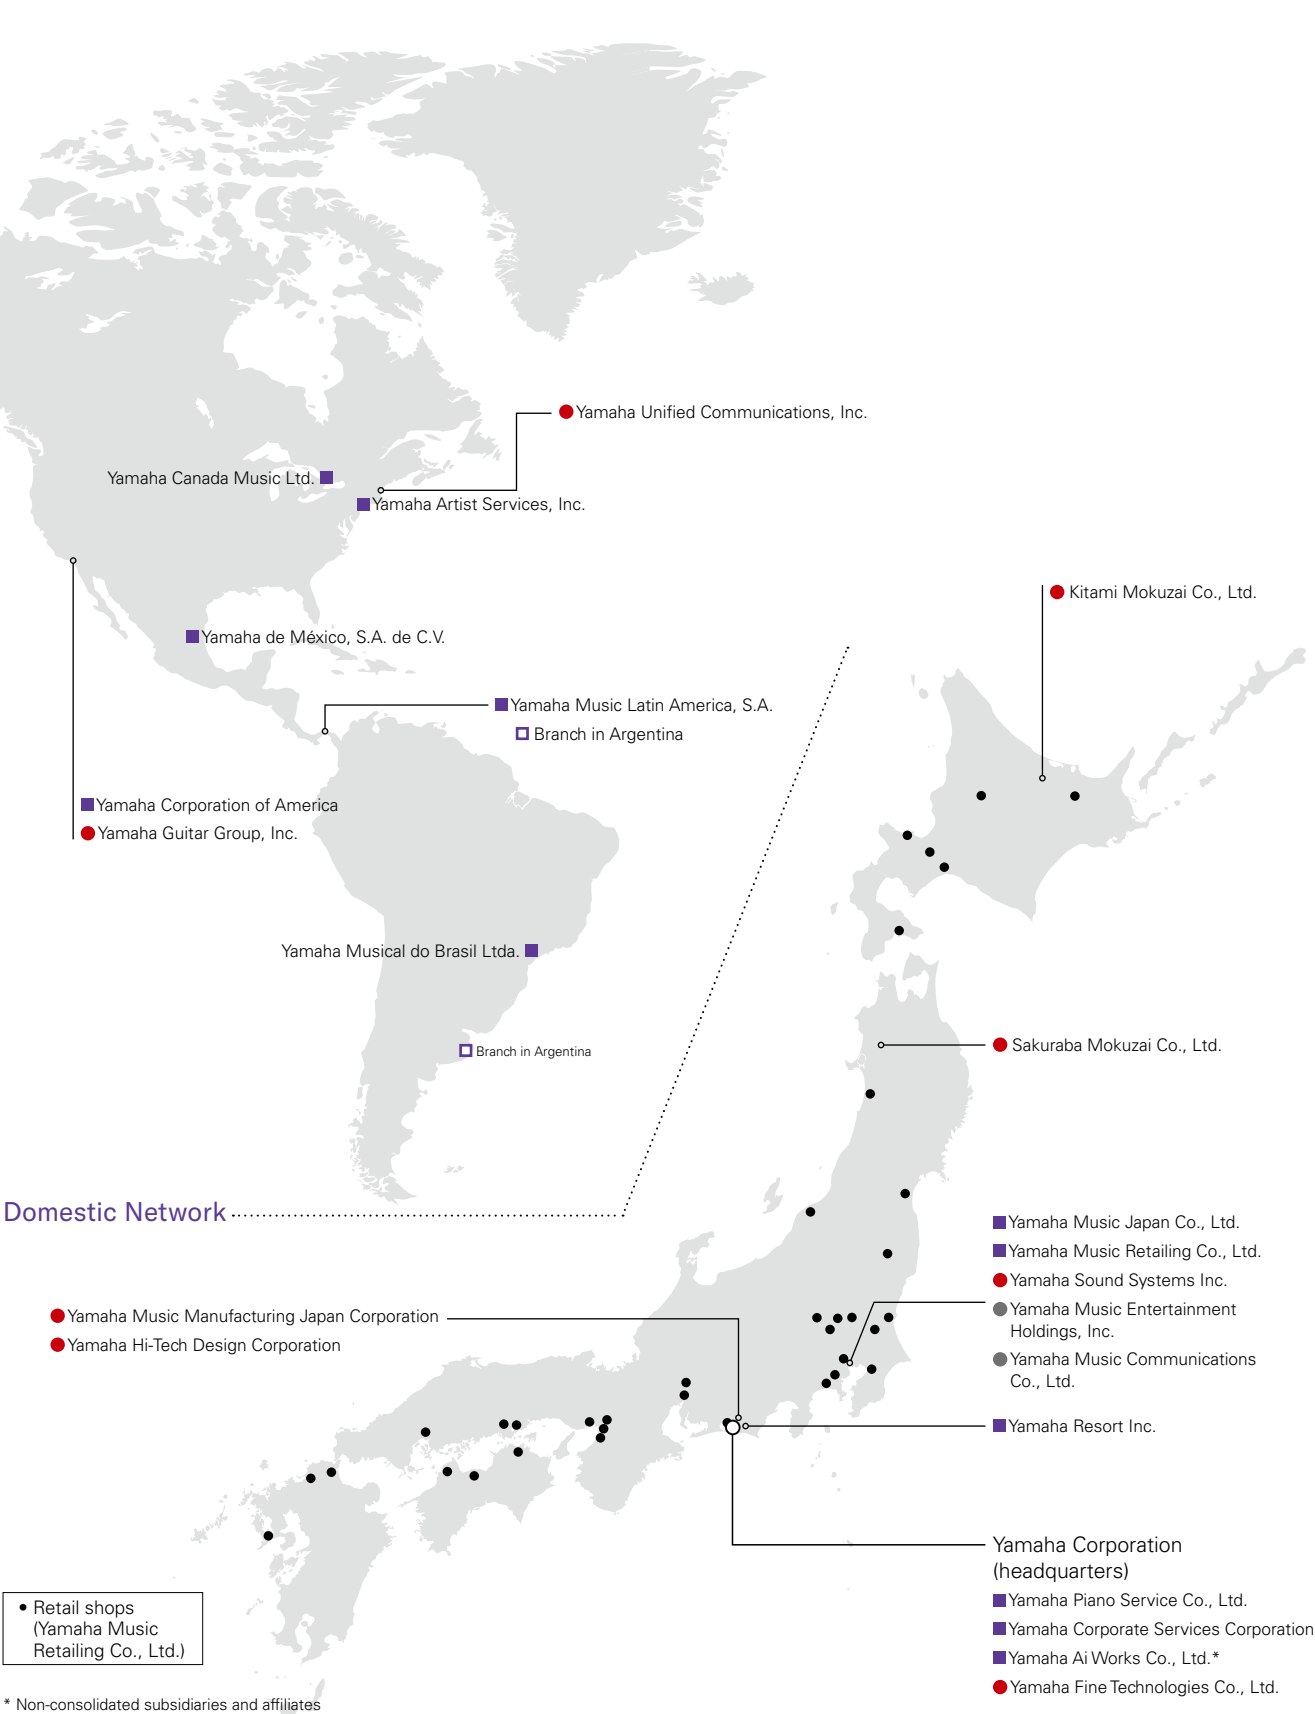 Yamaha Unified Communications, Inc.
Yamaha Canada Music Ltd.
Yamaha Artist Services, Inc.
Kitami Mokuzai Co., Ltd.
Yamaha de México, S.A. de C.V.
Yamaha Music Latin America, S.A.
Branch in Argentina
Yamaha Corporation of America
Yamaha Guitar Group, Inc.
Yamaha Musical do Brasil Ltda.
Branch in Argentina
Sakuraba Mokuzai Co., Ltd.
Domestic Network
Yamaha Music Japan Co., Ltd.
Yamaha Music Retailing Co., Ltd.
Yamaha Sound Systems Inc.
Yamaha Music Entertainment
Holdings, Inc.
Yamaha Music Communications
Co., Ltd.
Yamaha Music Manufacturing Japan Corporation
Yamaha Hi-Tech Design Corporation
Yamaha Resort Inc.
Yamaha Corporation
(headquarters)
Yamaha Piano Service Co., Ltd.
Yamaha Corporate Services Corporation
Yamaha Ai Works Co., Ltd.*
Yamaha Fine Technologies Co., Ltd.
• Retail shops
(Yamaha Music
Retailing Co., Ltd.)
* Non-consolidated subsidiaries and affiliates